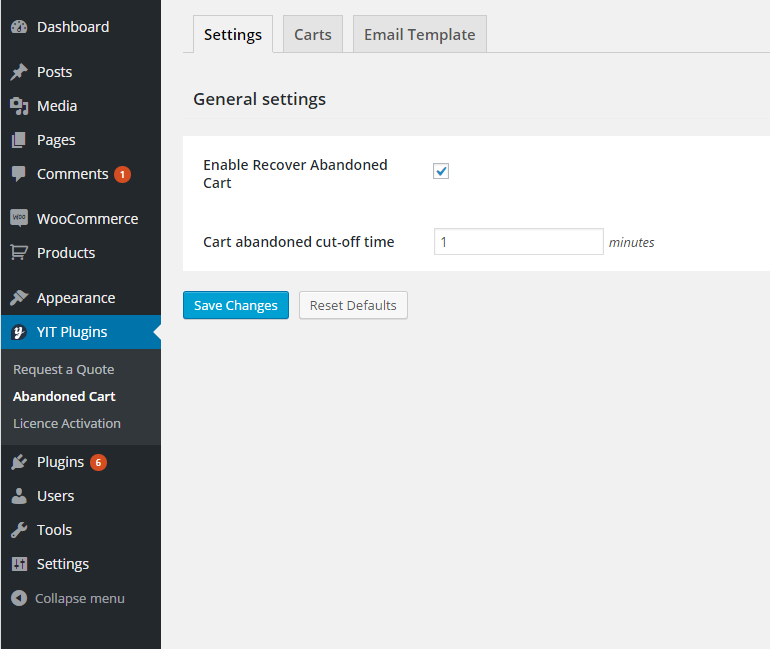 Dashboard
Posts
Media
Pages
Comments 1
WooCommerce
Products
Appearance
YIT Plugins
Request a Quote
Abandoned Cart
Licence Activation
Plugins 6
Users
Tools
Settings
Collapse menu
Settings Carts Email Template
General settings
Enable Recover Abandoned
Cart
Cart abandoned cut-off time 1 minutes
Save Changes Reset Defaults